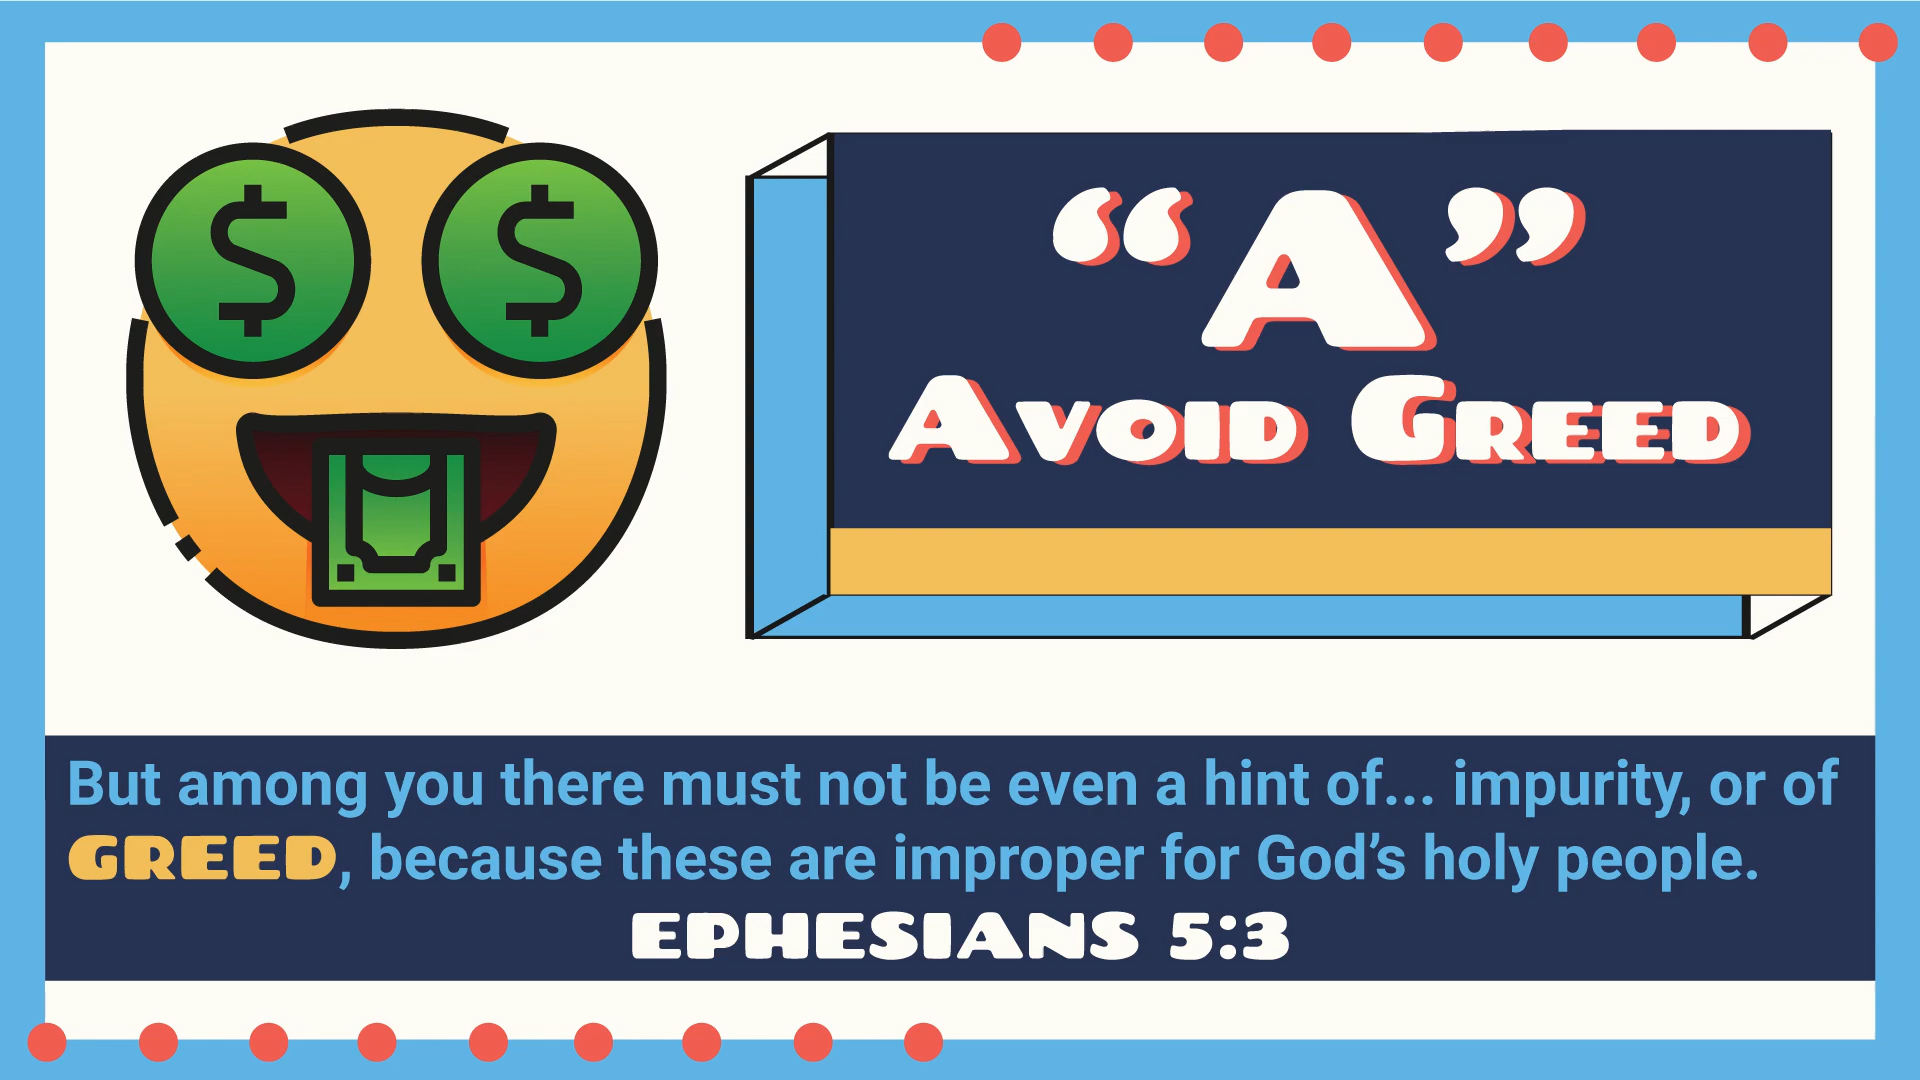 $ $
“A”
Avoid Greed
But among you there must not be even a hint of... impurity, or of
GREED, because these are improper for God’s holy people.
EPHESIANS 5:3